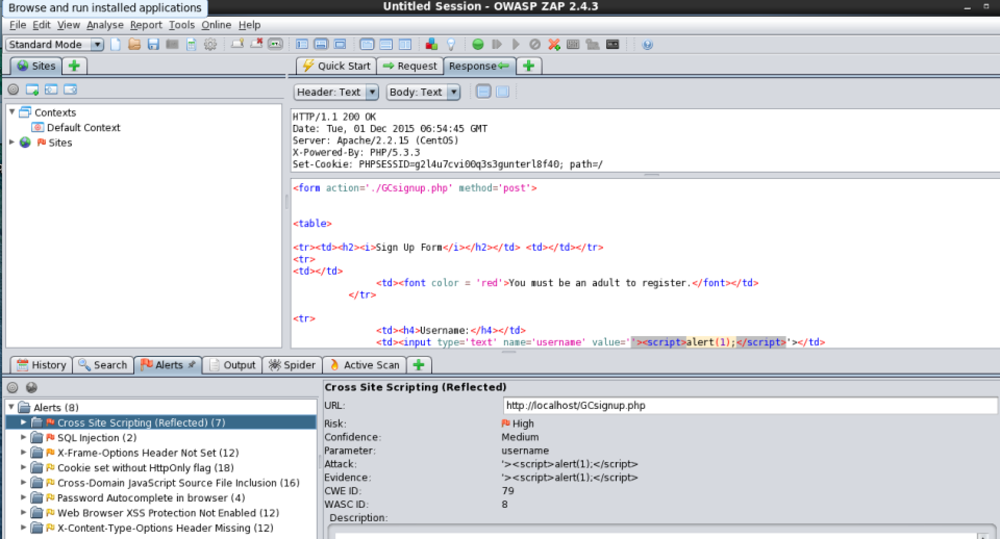 Browse and run installed applications
Untitled Session - OWASP ZAP 2.4.3
File Edit View Analyse Report Tools Online Help
Standard Mode
Sites
Quick Start Request Response
Header: Text Body: Text
Contexts
Default Context
Sites
HTTP/1.1 200 OK
Date: Tue, 01 Dec 2015 06:54:45 GMT
Server: Apache/2.2.15 (CentOS)
X-Powered-By: PHP/5.3.3
Set-Cookie: PHPSESSID=g2l4u7cvi00q3s3gunterl8f40; path=/
<form action='./GCsignup.php' method='post'>
<table>
<tr><td><h2><i>Sign Up Form</i></h2></td> <td></td></tr>
<tr>
<td></td>
<td><font color = 'red'>You must be an adult to register.</font></td>
</tr>
<tr>
<td><h4>Username:</h4></td>
<td><input type='text' name='username' value=''><script>alert(1);</script>'></td>
History Search Alerts Output Spider Active Scan
Alerts (8)
Cross Site Scripting (Reflected) (7)
SQL Injection (2)
X-Frame-Options Header Not Set (12)
Cookie set without HttpOnly flag (18)
Cross-Domain JavaScript Source File Inclusion (16)
Password Autocomplete in browser (4)
Web Browser XSS Protection Not Enabled (12)
X-Content-Type-Options Header Missing (12)
Cross Site Scripting (Reflected)
URL: http://localhost/GCsignup.php
Risk: High
Confidence: Medium
Parameter: username
Attack: '><script>alert(1);</script>
Evidence: '><script>alert(1);</script>
CWE ID: 79
WASC ID: 8
Description: